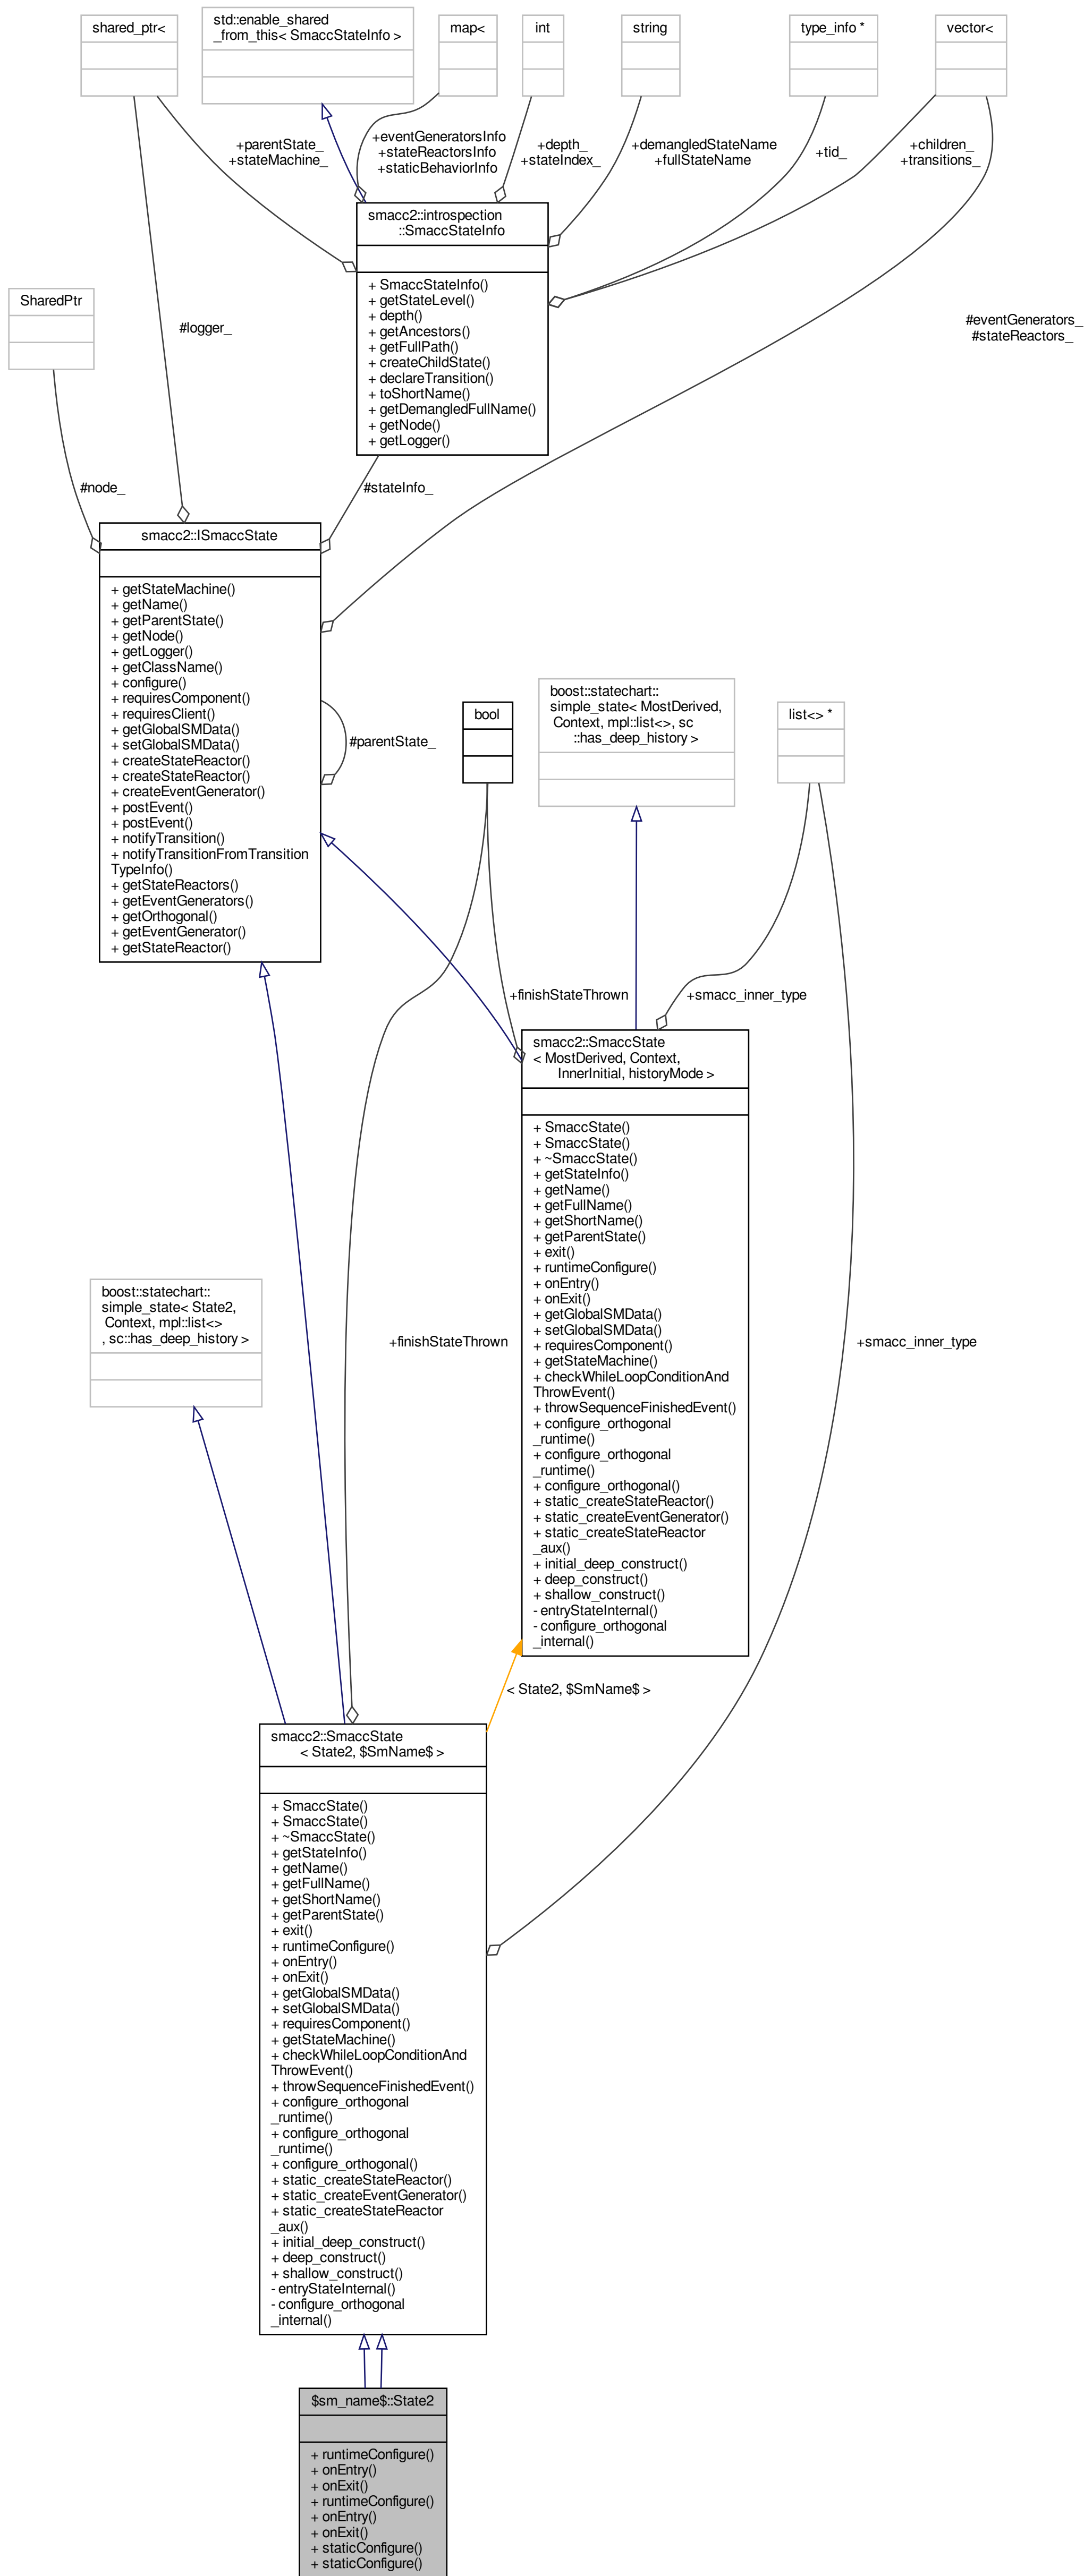 shared_ptr<
std::enable_shared
_from_this< SmaccStateInfo >
map<
int
string
type_info *
vector<
+parentState_
+stateMachine_
+eventGeneratorsInfo
+stateReactorsInfo
+staticBehaviorInfo
+depth_
+stateIndex_
+demangledStateName
+fullStateName
+tid_
+children_
+transitions_
smacc2::introspection
::SmaccStateInfo
+ SmaccStateInfo()
+ getStateLevel()
+ depth()
+ getAncestors()
+ getFullPath()
+ createChildState()
+ declareTransition()
+ toShortName()
+ getDemangledFullName()
+ getNode()
+ getLogger()
SharedPtr
#logger_
#eventGenerators_
#stateReactors_
#node_
#stateInfo_
smacc2::ISmaccState
+ getStateMachine()
+ getName()
+ getParentState()
+ getNode()
+ getLogger()
+ getClassName()
+ configure()
+ requiresComponent()
+ requiresClient()
+ getGlobalSMData()
+ setGlobalSMData()
+ createStateReactor()
+ createStateReactor()
+ createEventGenerator()
+ postEvent()
+ postEvent()
+ notifyTransition()
+ notifyTransitionFromTransition
TypeInfo()
+ getStateReactors()
+ getEventGenerators()
+ getOrthogonal()
+ getEventGenerator()
+ getStateReactor()
#parentState_
bool
boost::statechart::
simple_state< MostDerived,
Context, mpl::list<>, sc
::has_deep_history >
list<> *
+finishStateThrown
+smacc_inner_type
smacc2::SmaccState
< MostDerived, Context,
InnerInitial, historyMode >
+ SmaccState()
+ SmaccState()
+ ~SmaccState()
+ getStateInfo()
+ getName()
+ getFullName()
+ getShortName()
+ getParentState()
+ exit()
+ runtimeConfigure()
+ onEntry()
+ onExit()
+ getGlobalSMData()
+ setGlobalSMData()
+ requiresComponent()
+ getStateMachine()
+ checkWhileLoopConditionAnd
ThrowEvent()
+ throwSequenceFinishedEvent()
+ configure_orthogonal
_runtime()
+ configure_orthogonal
_runtime()
+ configure_orthogonal()
+ static_createStateReactor()
+ static_createEventGenerator()
+ static_createStateReactor
_aux()
+ initial_deep_construct()
+ deep_construct()
+ shallow_construct()
- entryStateInternal()
- configure_orthogonal
_internal()
boost::statechart::
simple_state< State2,
Context, mpl::list<>
, sc::has_deep_history >
+finishStateThrown
+smacc_inner_type
< State2, $SmName$ >
smacc2::SmaccState
< State2, $SmName$ >
+ SmaccState()
+ SmaccState()
+ ~SmaccState()
+ getStateInfo()
+ getName()
+ getFullName()
+ getShortName()
+ getParentState()
+ exit()
+ runtimeConfigure()
+ onEntry()
+ onExit()
+ getGlobalSMData()
+ setGlobalSMData()
+ requiresComponent()
+ getStateMachine()
+ checkWhileLoopConditionAnd
ThrowEvent()
+ throwSequenceFinishedEvent()
+ configure_orthogonal
_runtime()
+ configure_orthogonal
_runtime()
+ configure_orthogonal()
+ static_createStateReactor()
+ static_createEventGenerator()
+ static_createStateReactor
_aux()
+ initial_deep_construct()
+ deep_construct()
+ shallow_construct()
- entryStateInternal()
- configure_orthogonal
_internal()
$sm_name$::State2
+ runtimeConfigure()
+ onEntry()
+ onExit()
+ runtimeConfigure()
+ onEntry()
+ onExit()
+ staticConfigure()
+ staticConfigure()